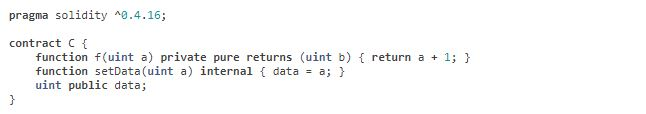 pragma solidity ^0.4.16;
contract C {
    function f(uint a) private pure returns (uint b) { return a + 1; }
    function setData(uint a) internal { data = a; }
    uint public data;
}